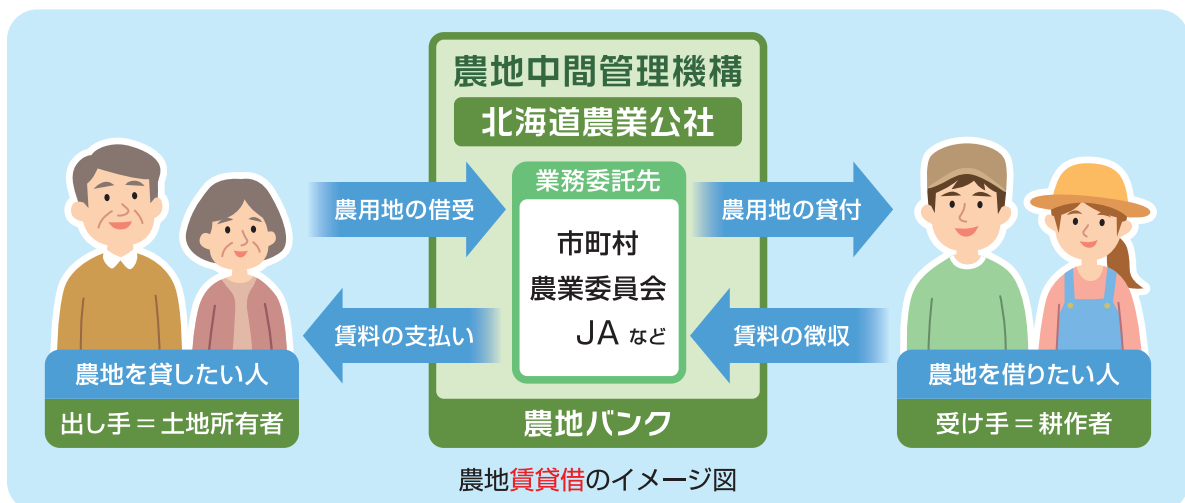 農地中間管理機構
北海道農業公社
業務委託先
市町村
農業委員会
JA など
農地バンク
農用地の借受
賃料の支払い
農用地の貸付
賃料の徴収
農地を貸したい人
出し手=土地所有者
農地を借りたい人
受け手=耕作者
農地賃貸借のイメージ図